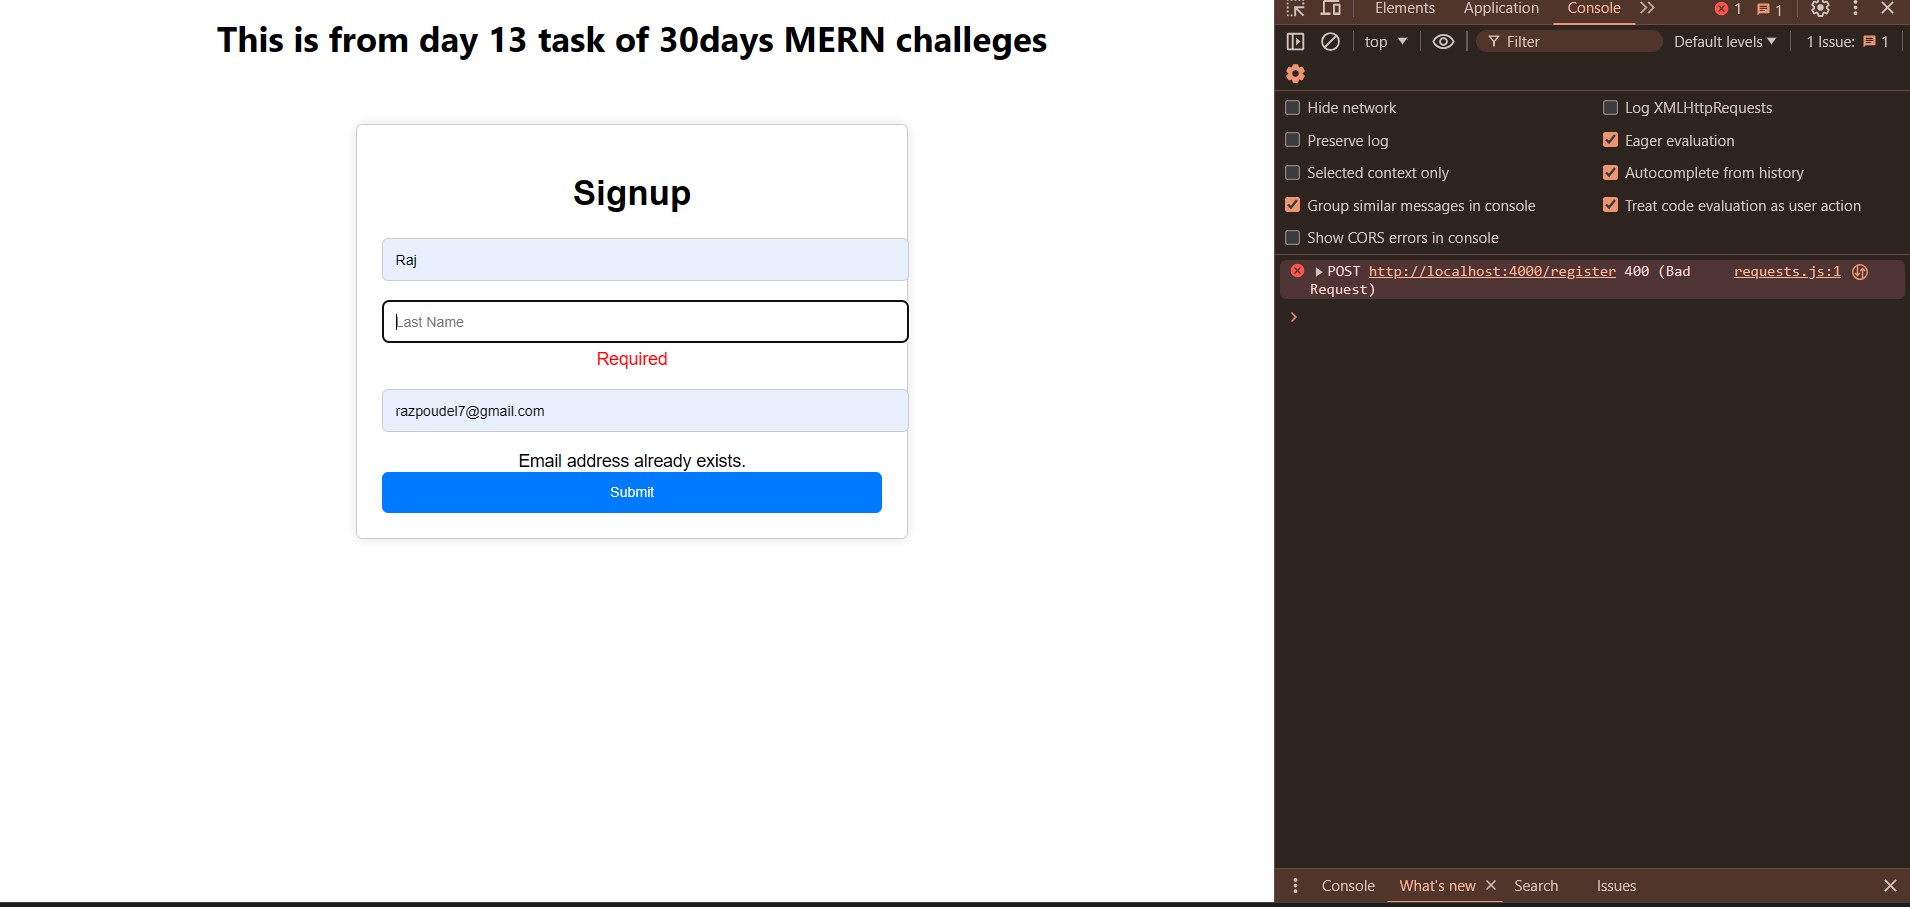 This is from day 13 task of 30days MERN challeges
Signup
Raj
Last Name
Required
razpoudel7@gmail.com
Email address already exists.
Submit
Elements Application Console 1 1
top Filter Default levels 1 Issue: 1
Hide network Log XMLHttpRequests
Preserve log Eager evaluation
Selected context only Autocomplete from history
Group similar messages in console Treat code evaluation as user action
Show CORS errors in console
POST http://localhost:4000/register 400 (Bad requests.js:1
Request)
Console What's new Search Issues